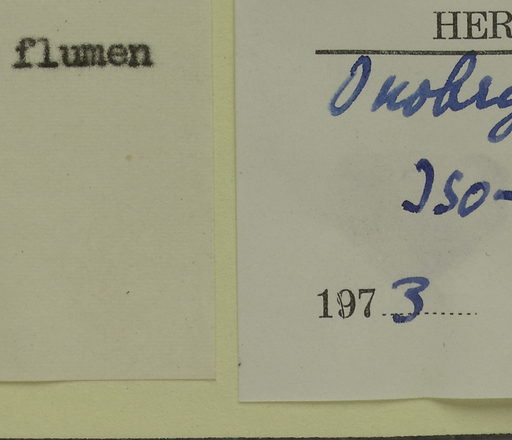 flumen
HER
Onobry
Iso-
1973